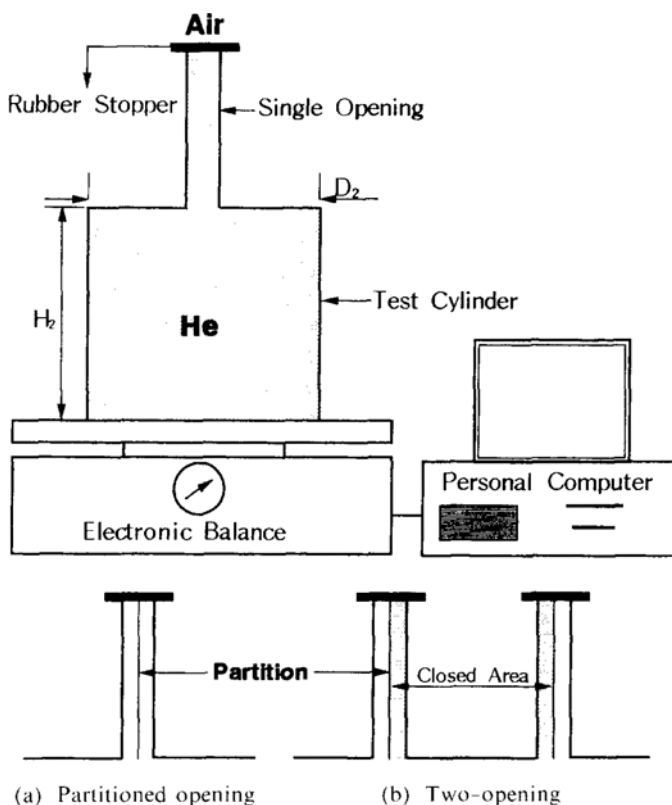 Air
Rubber Stopper
Single Opening
D₂
H₂
He
Test Cylinder
Personal Computer
Electronic Balance
Partition
Closed Area
(a) Partitioned opening
(b) Two-opening